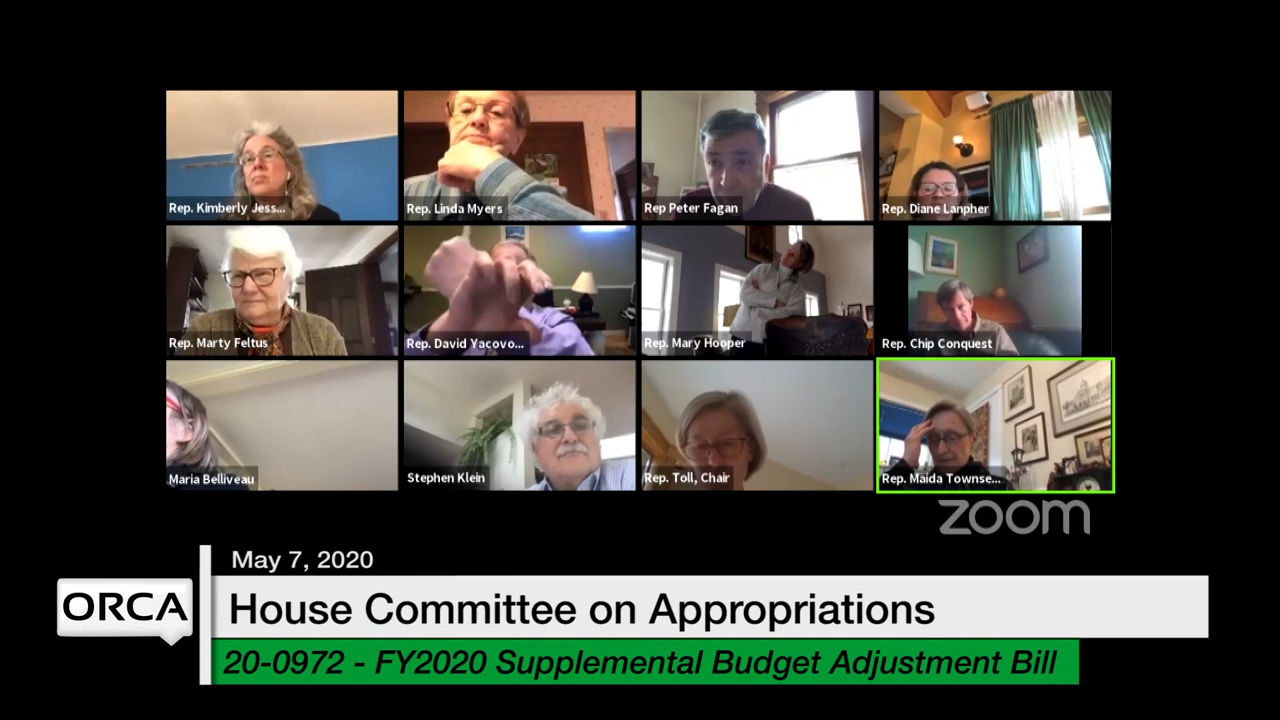 Rep. Kimberly Jess...
Rep. Linda Myers
Rep Peter Fagan
Rep. Diane Lanpher
Rep. Marty Feltus
Rep. David Yacovo...
Rep. Mary Hooper
Rep. Chip Conquest
Maria Belliveau
Stephen Klein
Rep. Toll, Chair
Rep. Maida Townse...
zoom
May 7, 2020
ORCA
House Committee on Appropriations
20-0972 - FY2020 Supplemental Budget Adjustment Bill